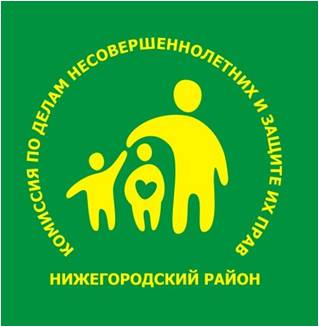 КОМИССИЯ ПО ДЕЛАМ НЕСОВЕРШЕННОЛЕТНИХ И ЗАЩИТЕ ИХ ПРАВ
НИЖЕГОРОДСКИЙ РАЙОН